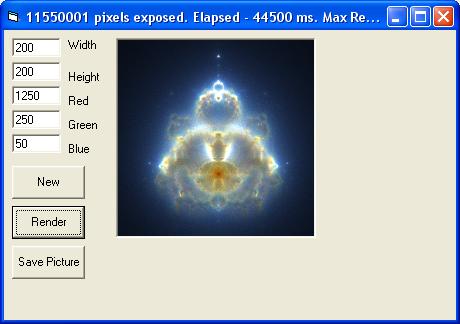 11550001 pixels exposed. Elapsed - 44500 ms. Max Re...
200 Width
200 Height
1250 Red
250 Green
50 Blue
New
Render
Save Picture